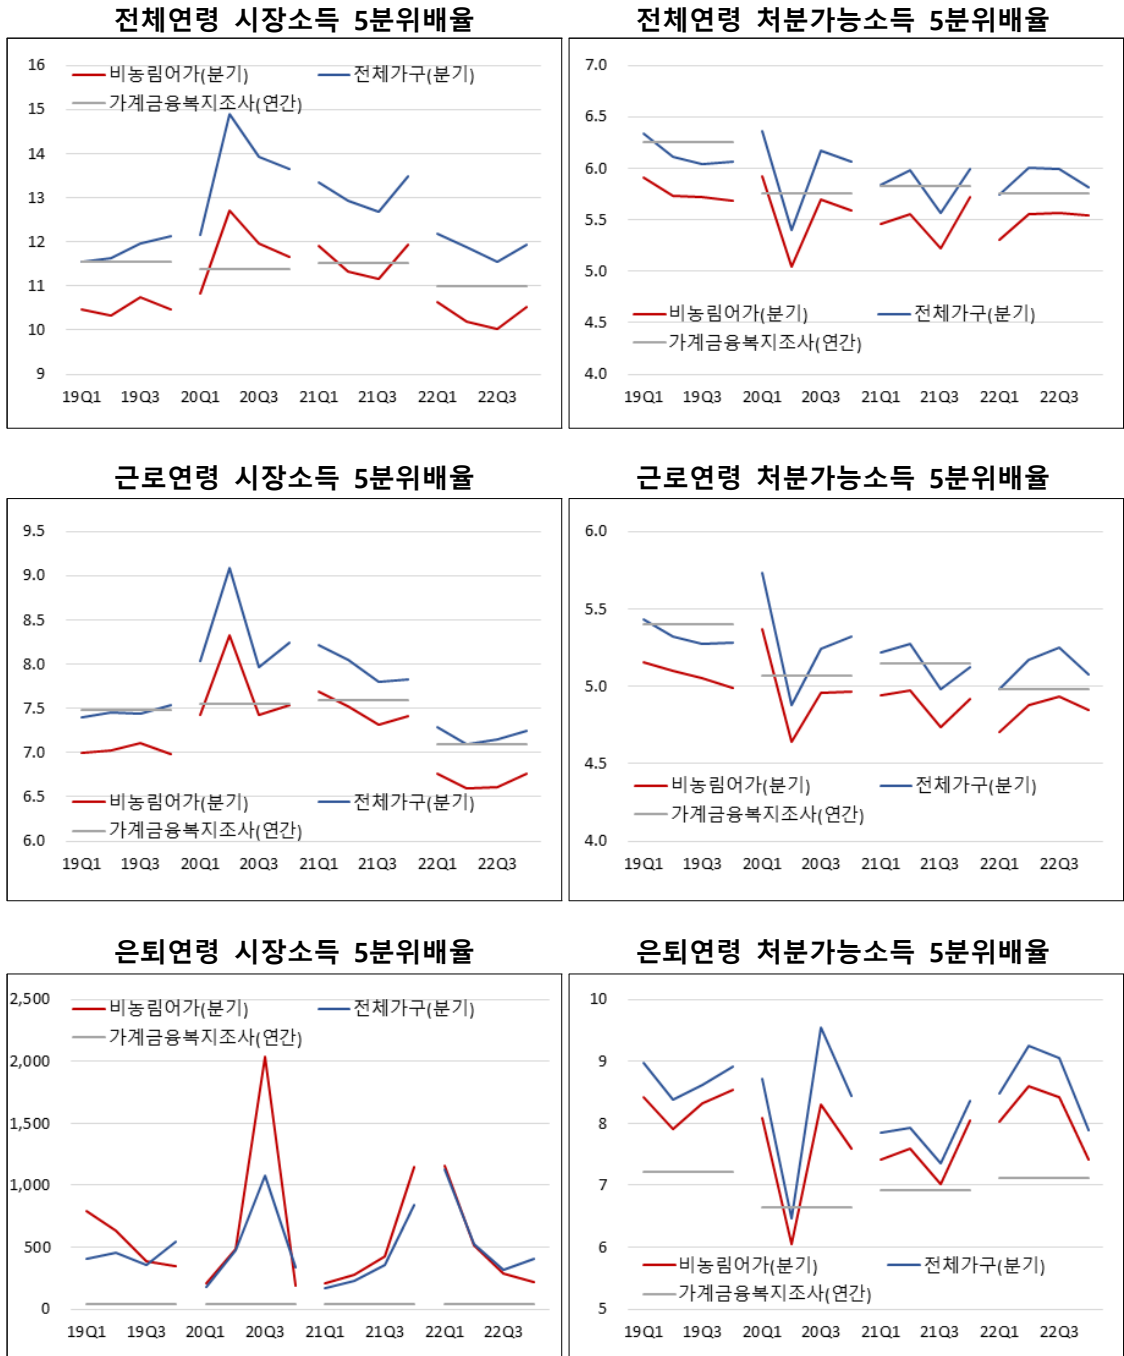 전체연령 시장소득 5분위배율
16
15
14
13
12
11
10
9
비농림어가(분기)
전체가구(분기)
가계금융복지조사(연간)
19Q1 19Q3 20Q1 20Q3 21Q1 21Q3 22Q1 22Q3
전체연령 처분가능소득 5분위배율
7.0
6.5
6.0
5.5
5.0
4.5
4.0
비농림어가(분기)
전체가구(분기)
가계금융복지조사(연간)
19Q1 19Q3 20Q1 20Q3 21Q1 21Q3 22Q1 22Q3
근로연령 시장소득 5분위배율
9.5
9.0
8.5
8.0
7.5
7.0
6.5
6.0
비농림어가(분기)
전체가구(분기)
가계금융복지조사(연간)
19Q1 19Q3 20Q1 20Q3 21Q1 21Q3 22Q1 22Q3
근로연령 처분가능소득 5분위배율
6.0
5.5
5.0
4.5
4.0
비농림어가(분기)
전체가구(분기)
가계금융복지조사(연간)
19Q1 19Q3 20Q1 20Q3 21Q1 21Q3 22Q1 22Q3
은퇴연령 시장소득 5분위배율
2,500
2,000
1,500
1,000
500
0
비농림어가(분기)
전체가구(분기)
가계금융복지조사(연간)
19Q1 19Q3 20Q1 20Q3 21Q1 21Q3 22Q1 22Q3
은퇴연령 처분가능소득 5분위배율
10
9
8
7
6
5
비농림어가(분기)
전체가구(분기)
가계금융복지조사(연간)
19Q1 19Q3 20Q1 20Q3 21Q1 21Q3 22Q1 22Q3